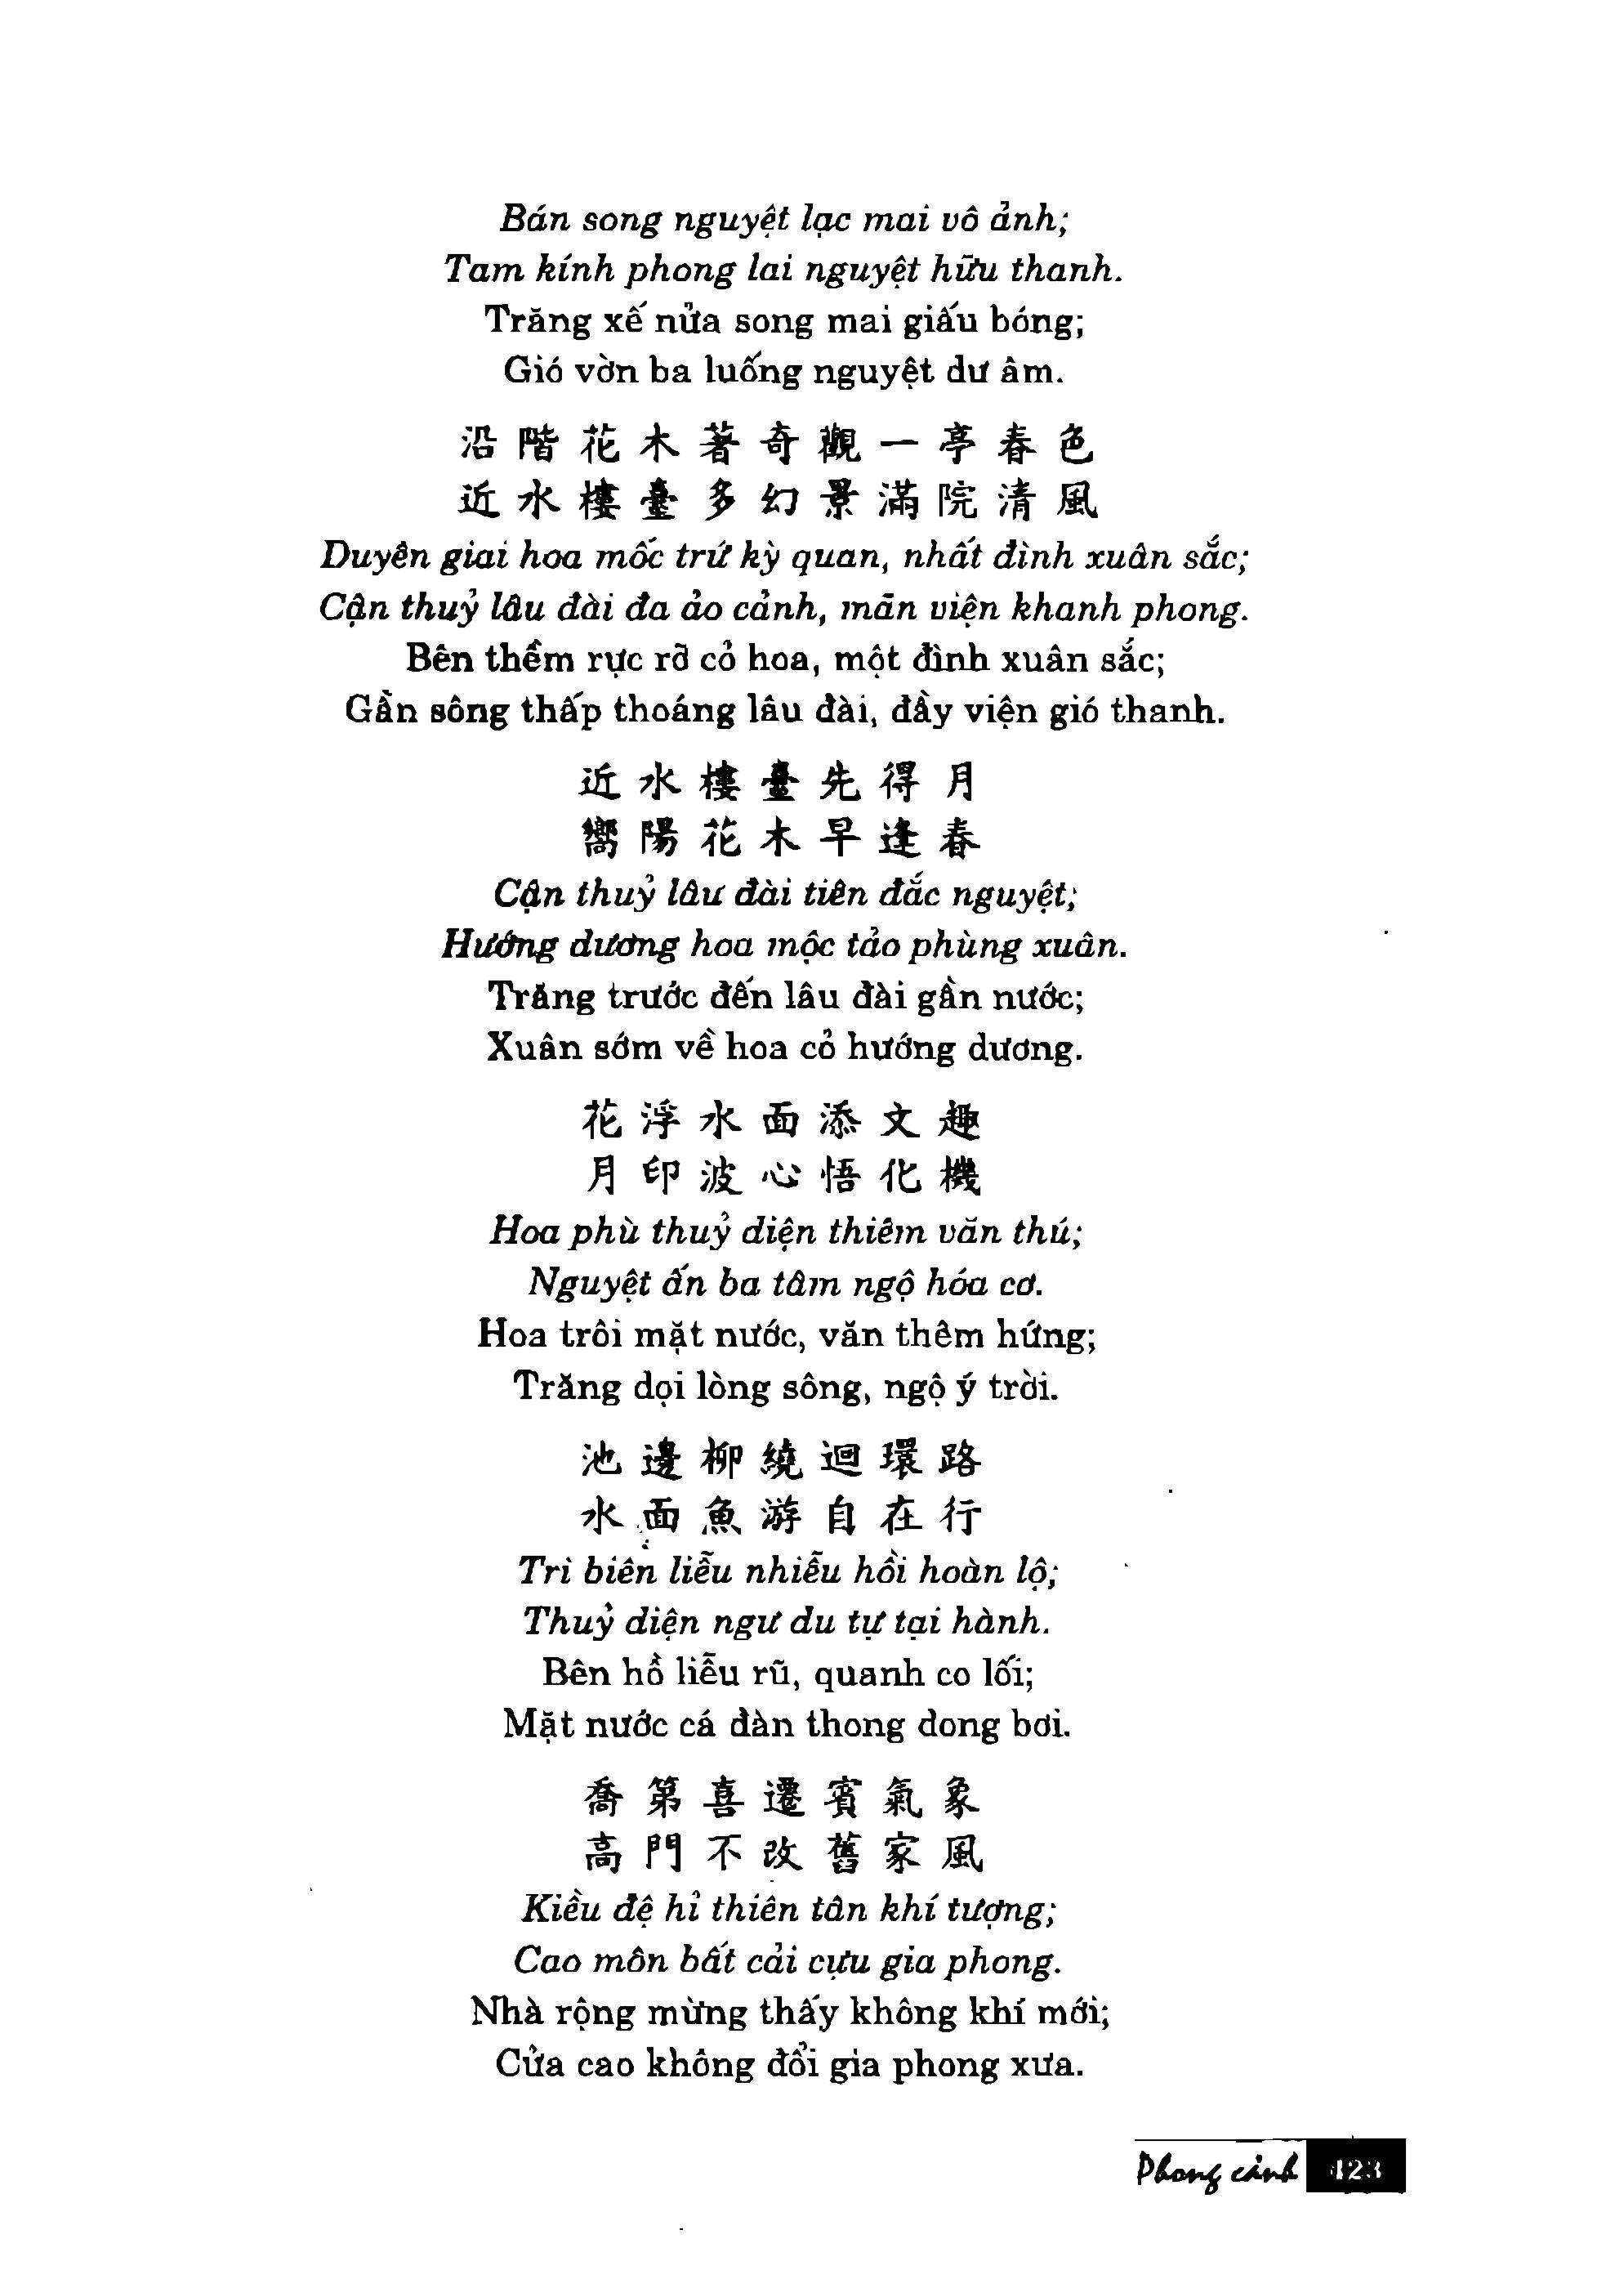 Bán song nguyệt lạc mai vô ảnh;
Tam kính phong lai nguyệt hữu thanh.
Trăng xế nửa song mai giấu bóng;
Gió vờn ba luống nguyệt dư âm.
沿階花木著奇觀一亭春色
近水樓臺多幻景滿院清風
Duyên giai hoa mốc trứ kỳ quan, nhất đình xuân sắc;
Cận thuỷ lâu đài đa ảo cảnh, mãn viện khanh phong.
Bên thềm rực rỡ cỏ hoa, một đình xuân sắc;
Gần sông thấp thoáng lâu đài, đầy viện gió thanh.
近水樓臺先得月
嚮陽花木早逢春
Cận thuỷ lâu đài tiên đắc nguyệt;
Hướng dương hoa mộc tảo phùng xuân.
Trăng trước đến lâu đài gần nước;
Xuân sớm về hoa cỏ hướng dương.
花浮水面添文趣
月印波心悟化機
Hoa phù thuỷ diện thiêm văn thú;
Nguyệt ấn ba tâm ngộ hóa cơ.
Hoa trôi mặt nước, văn thêm hứng;
Trăng dọi lòng sông, ngộ ý trời.
池邊柳繞迴環路
水面魚游自在行
Trì biên liễu nhiễu hồi hoàn lộ;
Thuỷ diện ngư du tự tại hành.
Bên hồ liễu rũ, quanh co lối;
Mặt nước cá đàn thong dong bơi.
喬第喜遷賓氣象
高門不改舊家風
Kiều đệ hỉ thiên tân khí tượng;
Cao môn bất cải cựu gia phong.
Nhà rộng mừng thấy không khí mới;
Cửa cao không đổi gia phong xưa.
Phong cảnh 423